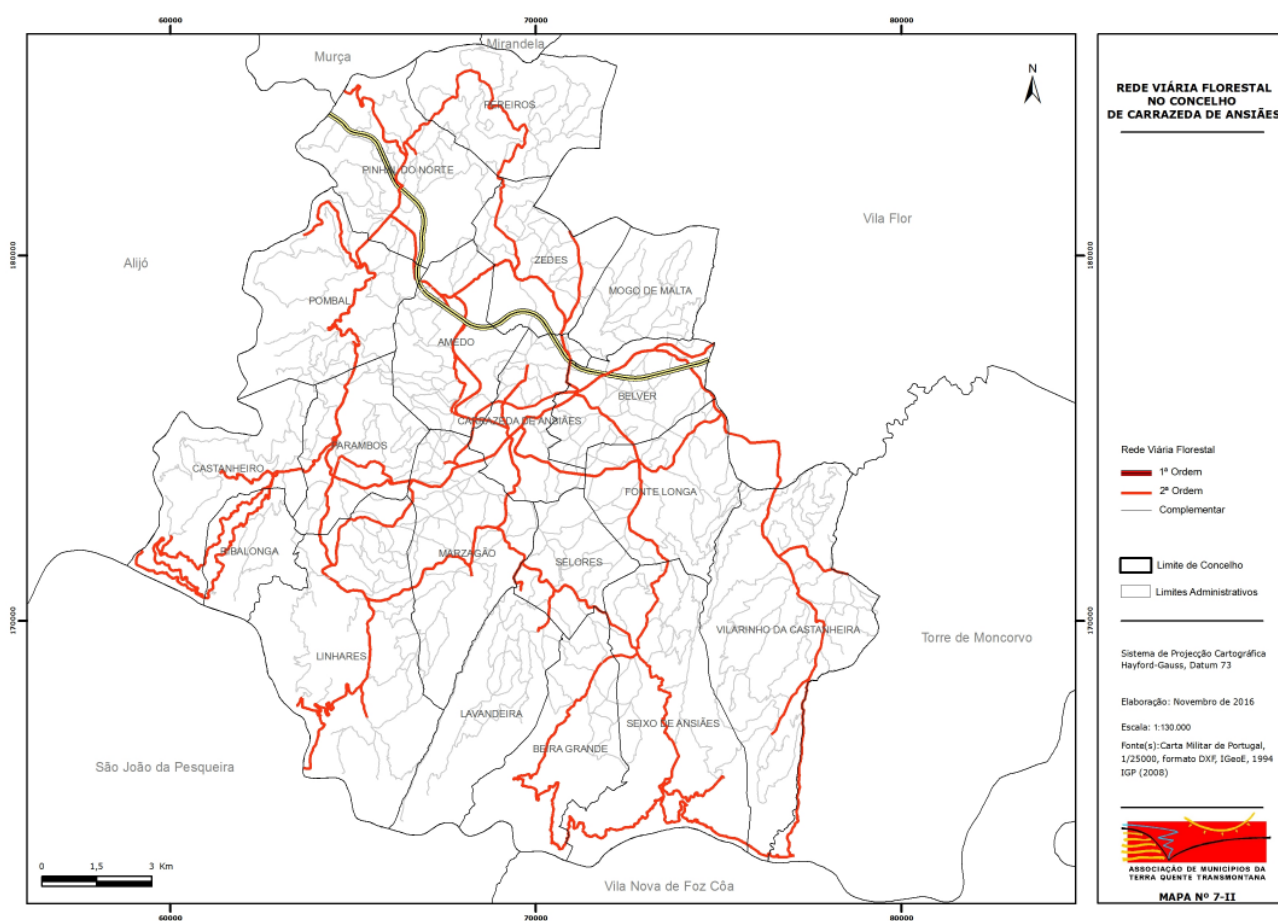 60000
70000
80000
Murça
Mirandela
N
PEREIROS
PINHAL DO NORTE
Vila Flor
180000
180000
Alijó
ZEDES
MOGO DE MALTA
POMBAL
AMEDO
BELVER
CARRAZEDA DE ANSIÃES
PARAMBOS
CASTANHEIRO
FONTE LONGA
RIBALONGA
MARZAGÃO
SELORES
170000
170000
VILARINHO DA CASTANHEIRA
Torre de Moncorvo
LINHARES
LAVANDEIRA
SEIXO DE ANSIÃES
BEIRA GRANDE
São João da Pesqueira
0 1,5 3 Km
Vila Nova de Foz Côa
60000
70000
80000
REDE VIÁRIA FLORESTAL
NO CONCELHO
DE CARRAZEDA DE ANSIÃES
Rede Viária Florestal
1ª Ordem
2ª Ordem
Complementar
Limite de Concelho
Limites Administrativos
Sistema de Projecção Cartográfica
Hayford-Gauss, Datum 73
Elaboração: Novembro de 2016
Escala: 1:130.000
Fonte(s):Carta Militar de Portugal,
1/25000, formato DXF, IGeoE, 1994
IGP (2008)
ASSOCIAÇÃO DE MUNICÍPIOS DA
TERRA QUENTE TRANSMONTANA
MAPA Nº 7-II